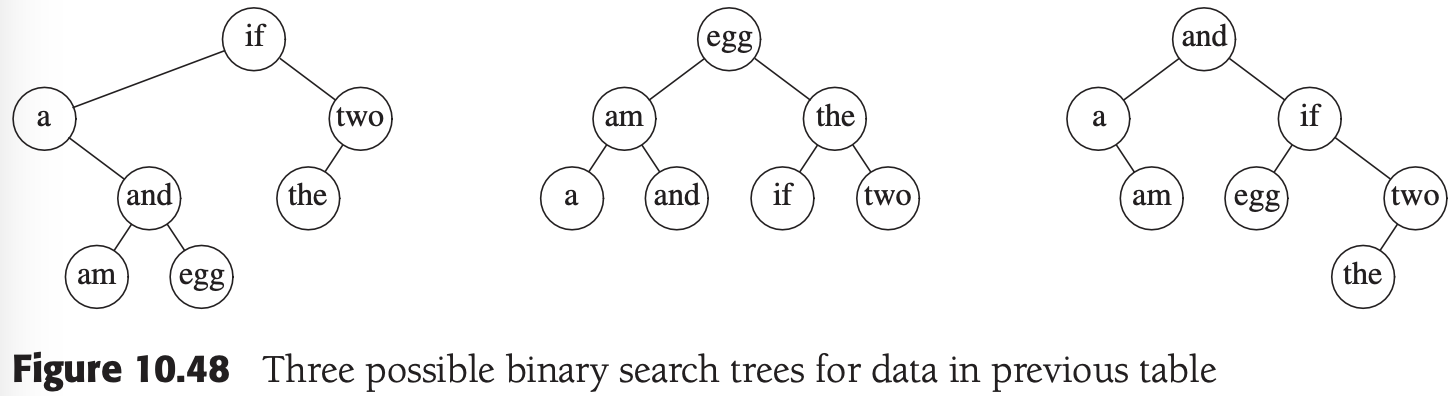 if egg and
a two am the a if
and the a and if two am egg two
am egg the
Figure 10.48 Three possible binary search trees for data in previous table